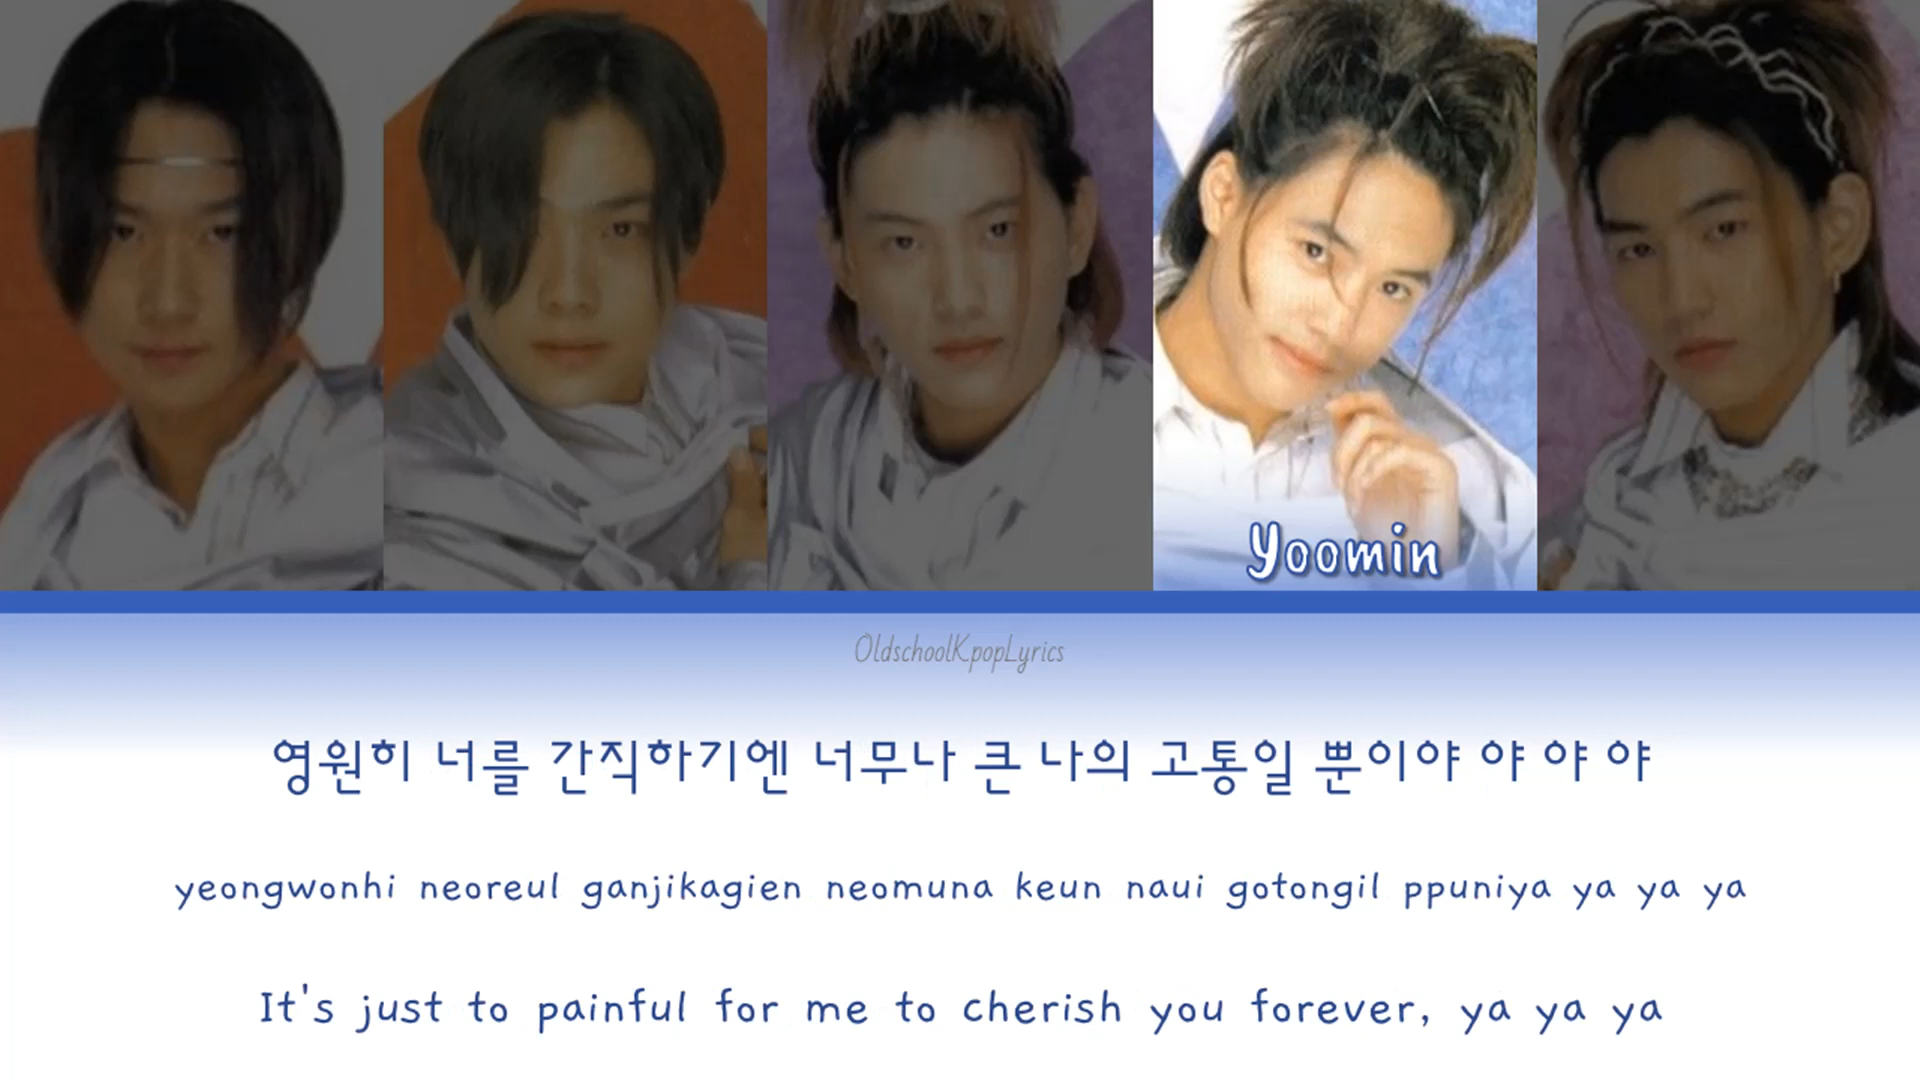 Yoomin
OldschoolKpopLyrics
영원히 너를 간직하기엔 너무나 큰 나의 고통일 뿐이야 야 야 야
yeongwonhi neoreul ganjikagien neomuna keun naui gotongil ppuniya ya ya ya
It's just to painful for me to cherish you forever, ya ya ya